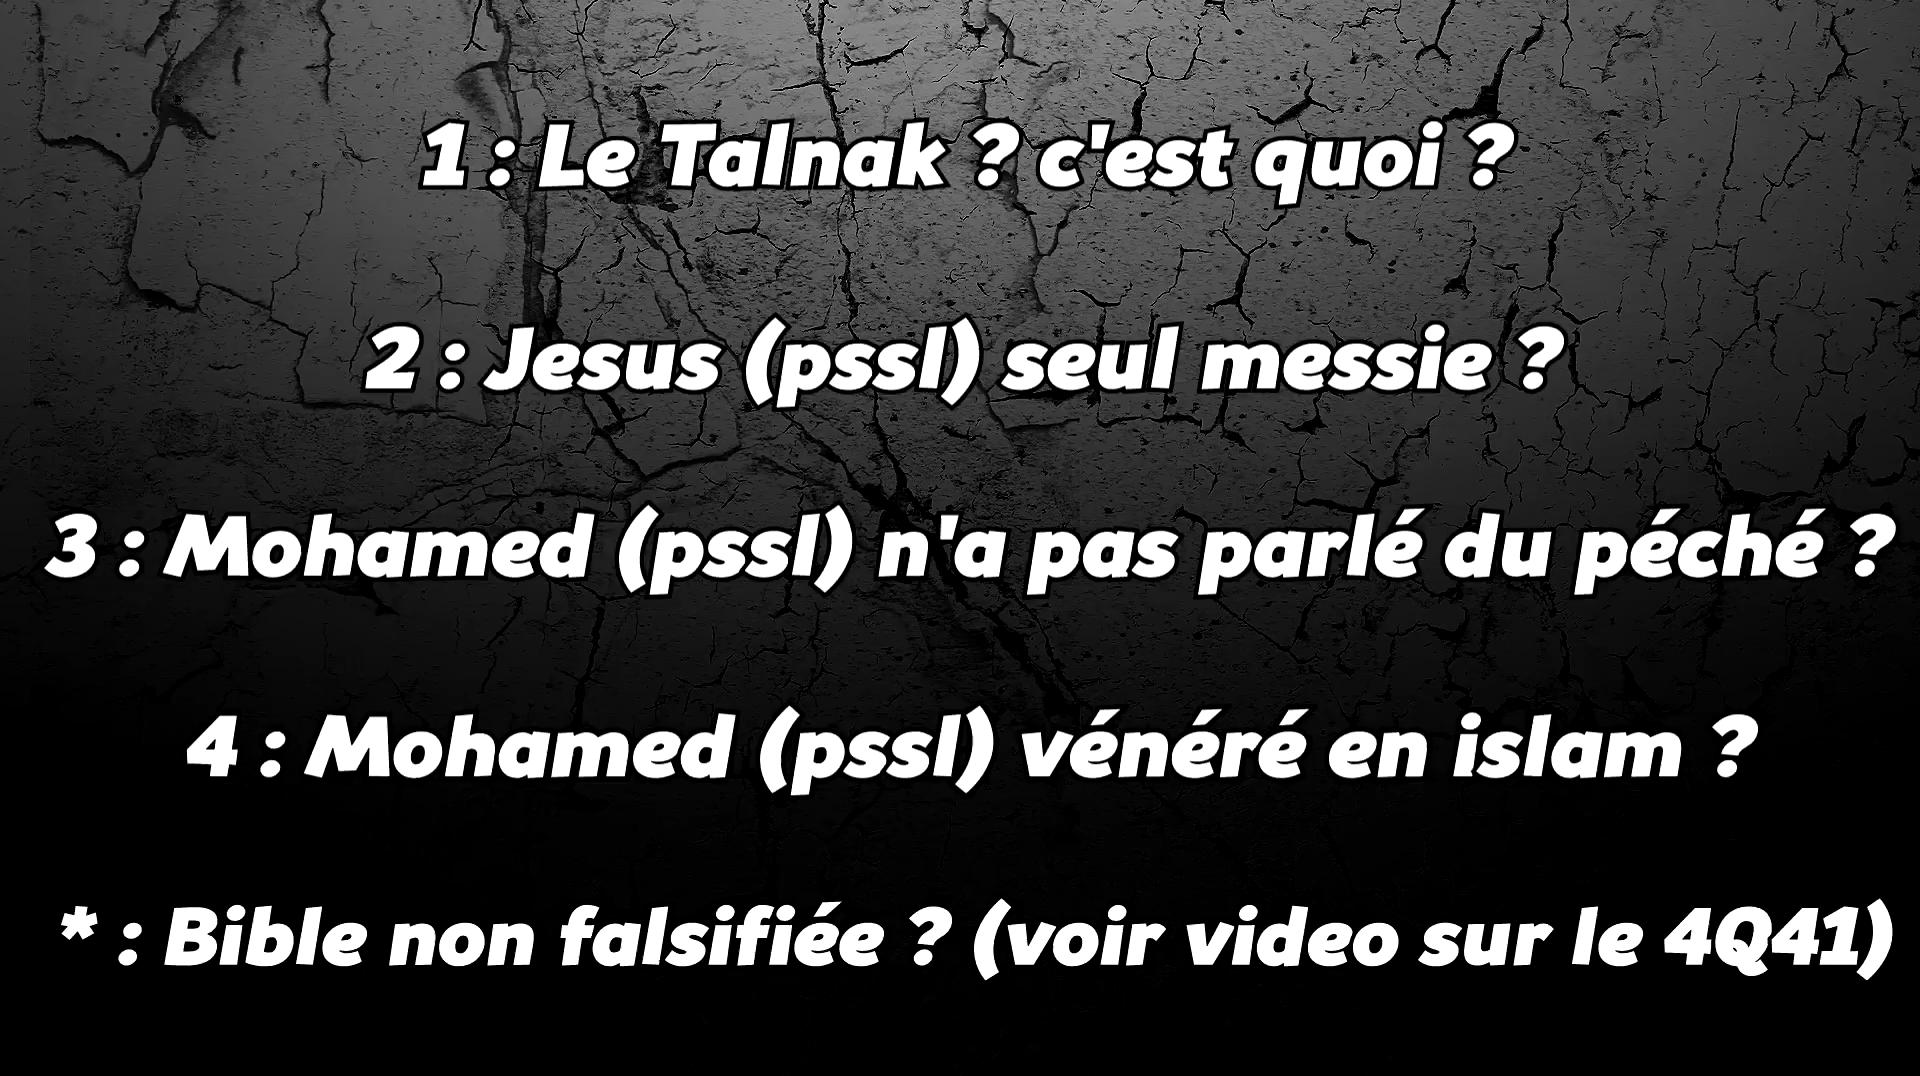 1 : Le Talnak ? c'est quoi ?
2 : Jesus (pssl) seul messie ?
3 : Mohamed (pssl) n'a pas parlé du péché ?
4 : Mohamed (pssl) vénéré en islam ?
* : Bible non falsifiée ? (voir video sur le 4Q41)